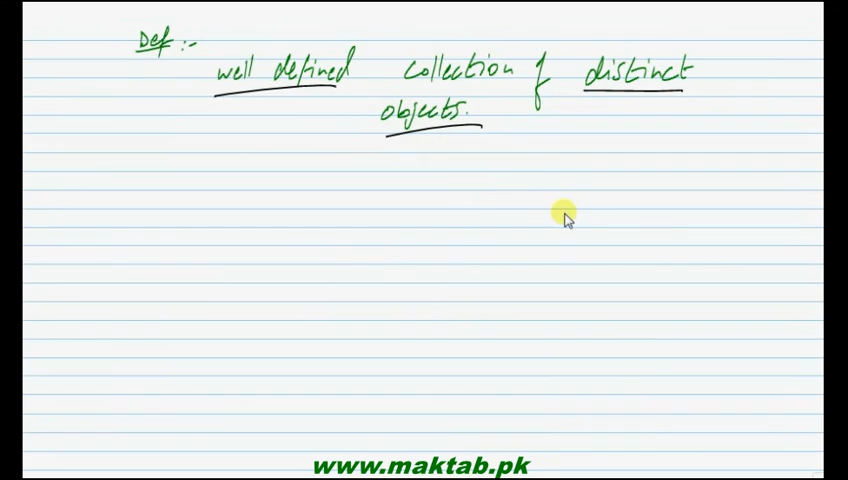 Def :-
well defined collection of distinct
objects.
www.maktab.pk